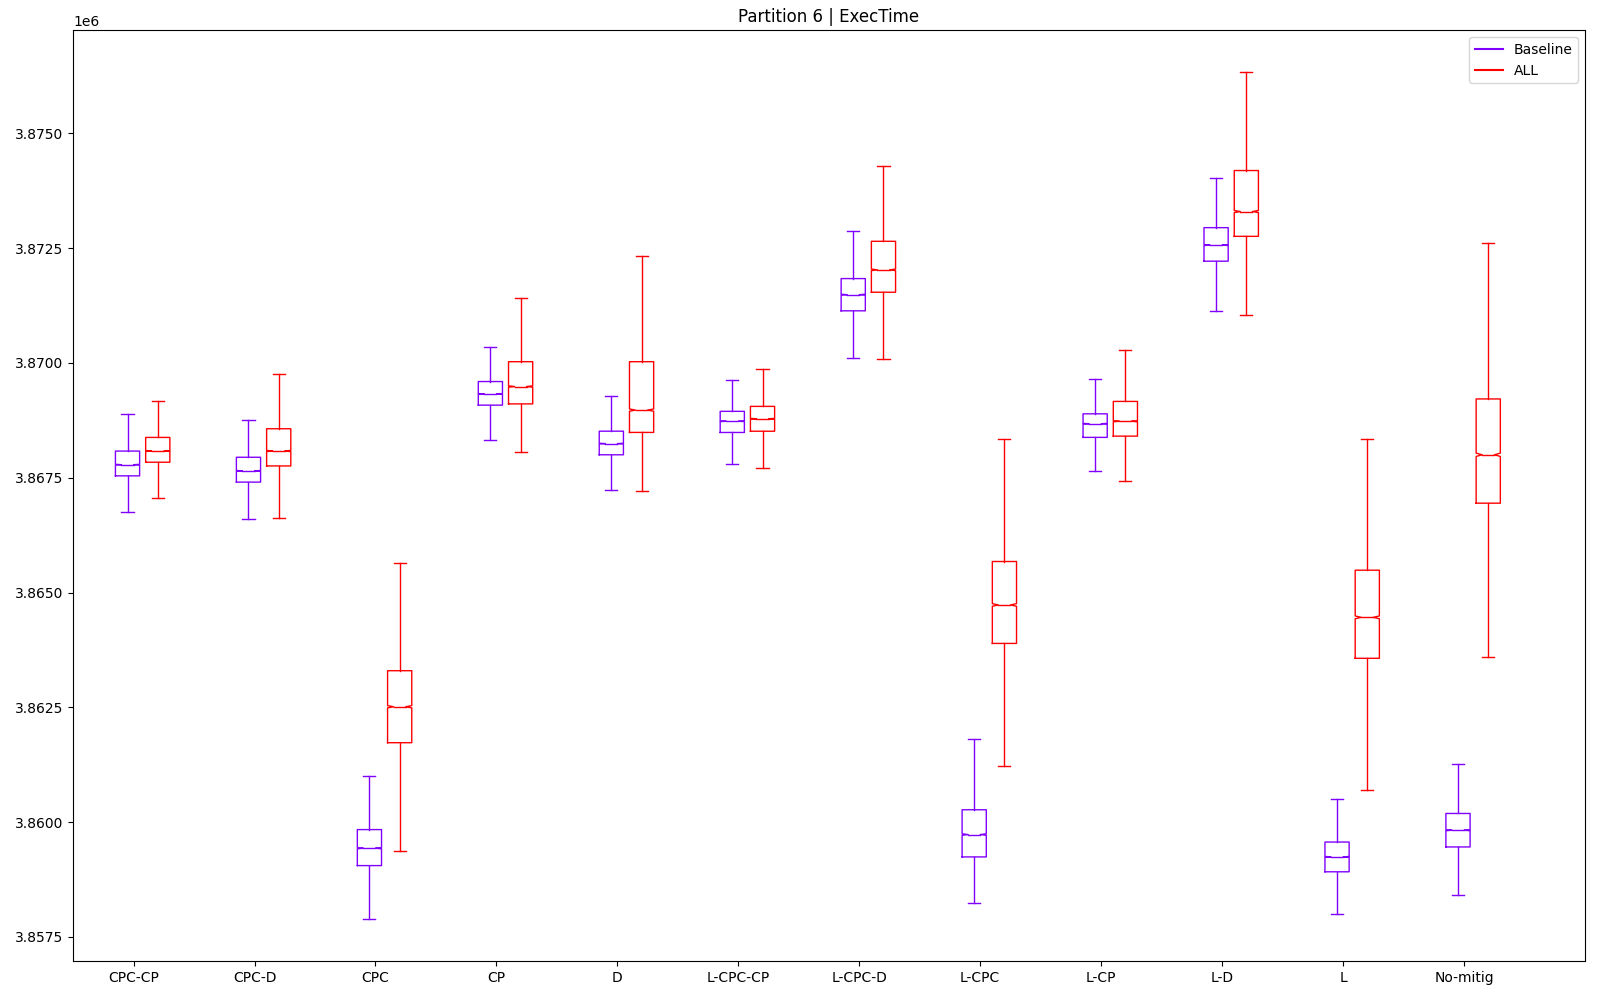 Partition 6 | ExecTime
1e6
Baseline
ALL
3.8750
3.8725
3.8700
3.8675
3.8650
3.8625
3.8600
3.8575
CPC-CP CPC-D CPC CP D L-CPC-CP L-CPC-D L-CPC L-CP L-D L No-mitig